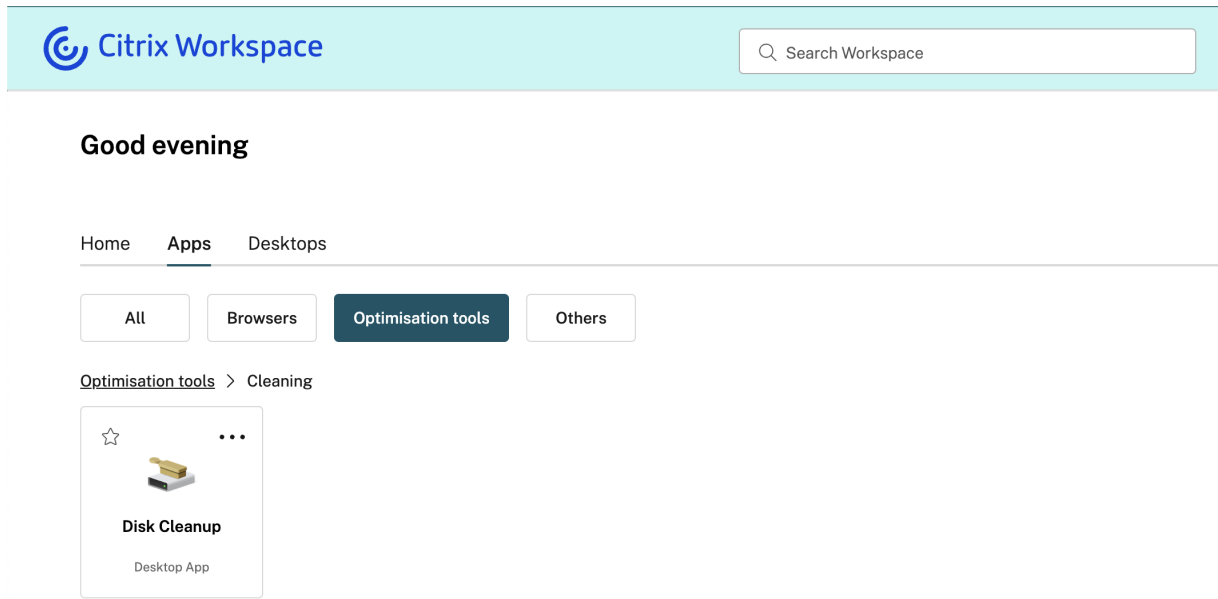 Citrix Workspace
Search Workspace
Good evening
Home Apps Desktops
All Browsers Optimisation tools Others
Optimisation tools > Cleaning
Disk Cleanup
Desktop App